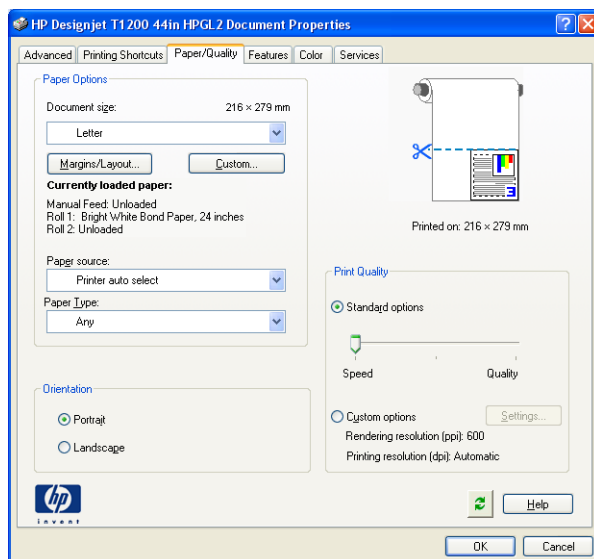 HP Designjet T1200 44in HPGL2 Document Properties
Advanced Printing Shortcuts Paper/Quality Features Color Services
Paper Options
Document size: 216 × 279 mm
Letter
Margins/Layout... Custom...
Currently loaded paper:
Manual Feed: Unloaded
Roll 1: Bright White Bond Paper, 24 inches
Roll 2: Unloaded
Printed on: 216 × 279 mm
Paper source:
Printer auto select
Paper Type:
Any
Print Quality
Standard options
Speed Quality
Custom options Settings...
Rendering resolution (ppi): 600
Printing resolution (dpi): Automatic
Orientation
Portrait
Landscape
hp
invent
Help
OK Cancel